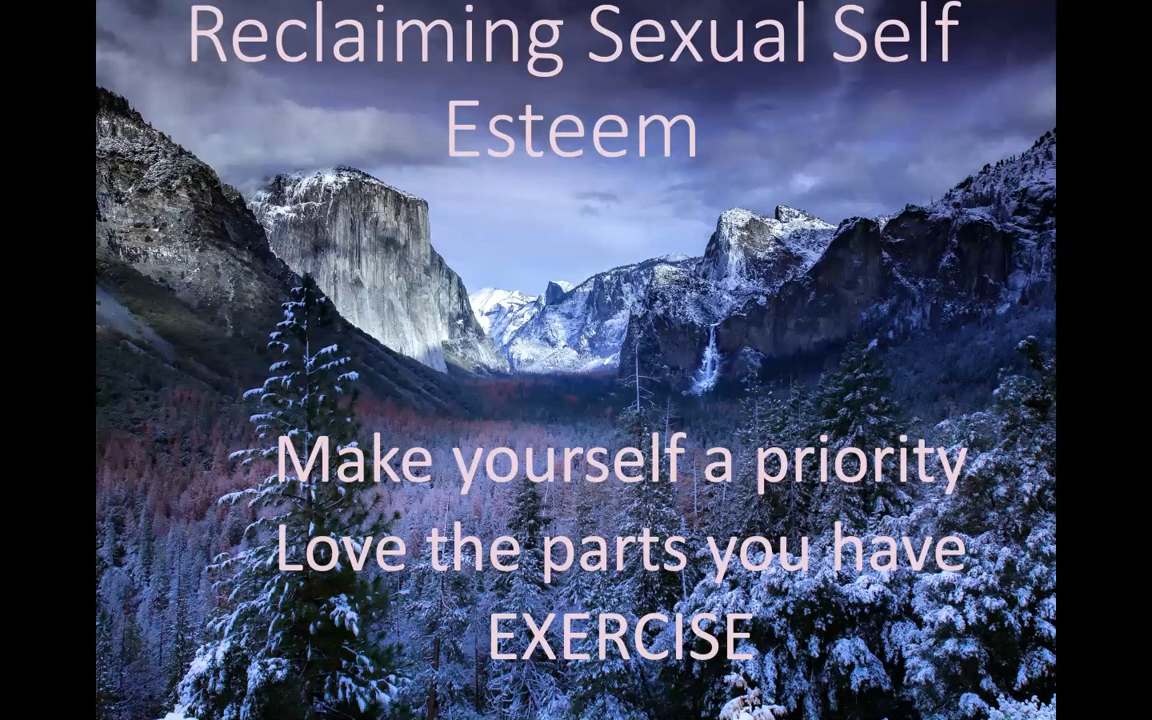 Reclaiming Sexual Self
Esteem
Make yourself a priority
Love the parts you have
EXERCISE